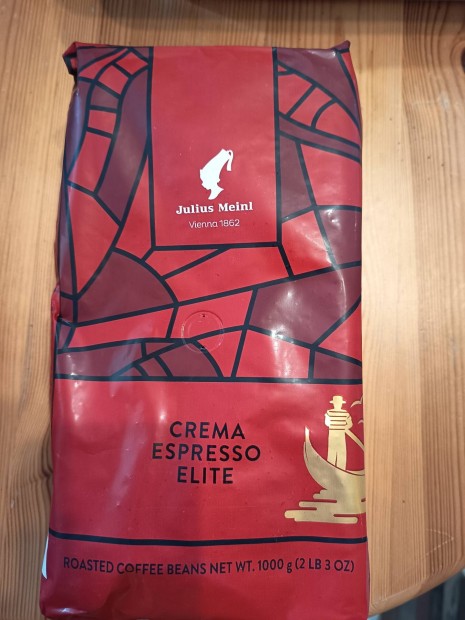 Julius Meinl
Vienna 1862
CREMA
ESPRESSO
ELITE
ROASTED COFFEE BEANS NET WT. 1000 g (2 LB 3 OZ)